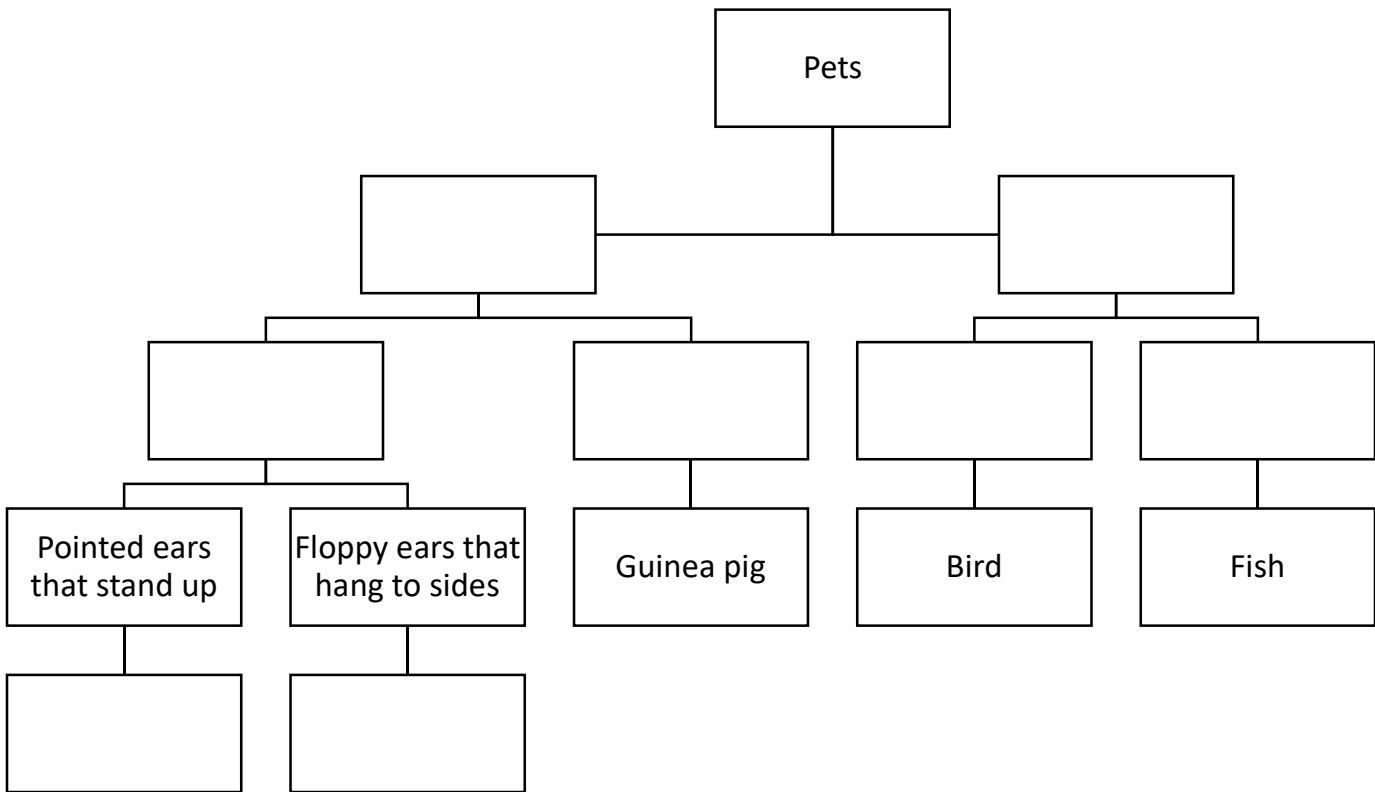 Pets
Pointed ears
that stand up
Floppy ears that
hang to sides
Guinea pig
Bird
Fish